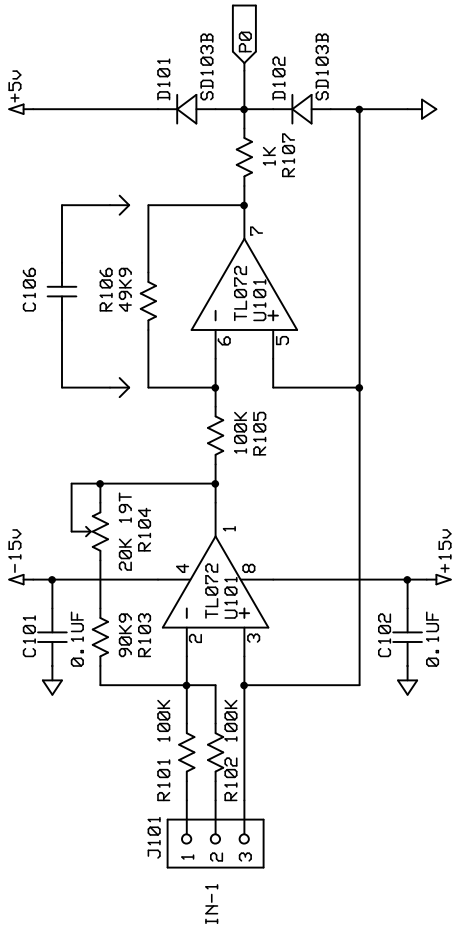 IN-1
J101
1
2
3
R101 100K
R102 100K
C101
0.1UF
-15v
90K9
R103
20K 19T
R104
2
-
3
+
TL072
U101
4
8
1
C102
0.1UF
+15v
100K
R105
C106
R106
49K9
6
-
5
+
TL072
U101
7
1K
R107
+5v
D101
SD103B
P0
D102
SD103B